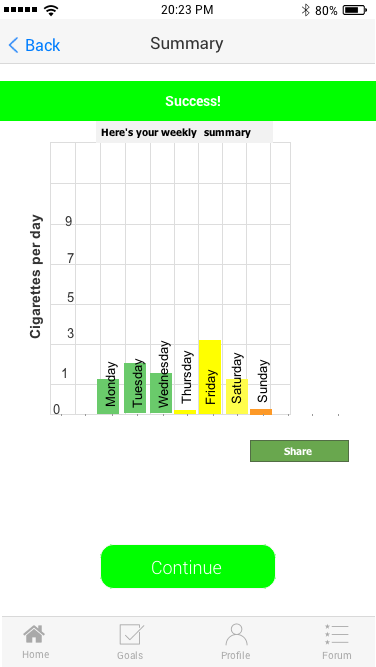 20:23 PM 80%
Back Summary
Success!
Here's your weekly summary
Cigarettes per day
9
7
5
3
1
0
Monday
Tuesday
Wednesday
Thursday
Friday
Saturday
Sunday
Share
Continue
Home Goals Profile Forum